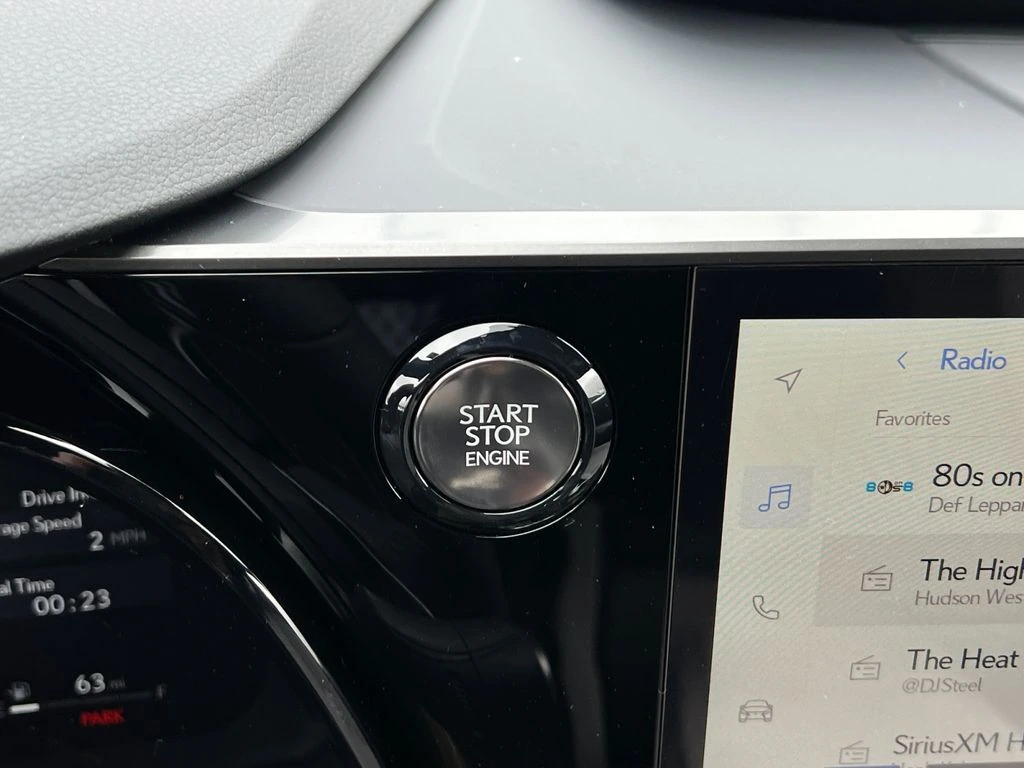 START
STOP
ENGINE
Drive In
age Speed
2 MPH
al Time
00:23
63 mi
F
PARK
Radio
Favorites
80s on
Def Leppa
The High
Hudson Wes
The Heat
@DJSteel
SiriusXM H